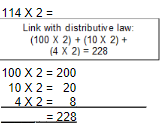 114 X 2 =
Link with distributive law:
(100 X 2) + (10 X 2) +
(4 X 2) = 228
100 X 2 = 200
10 X 2 = 20
4 X 2 = 8
= 228